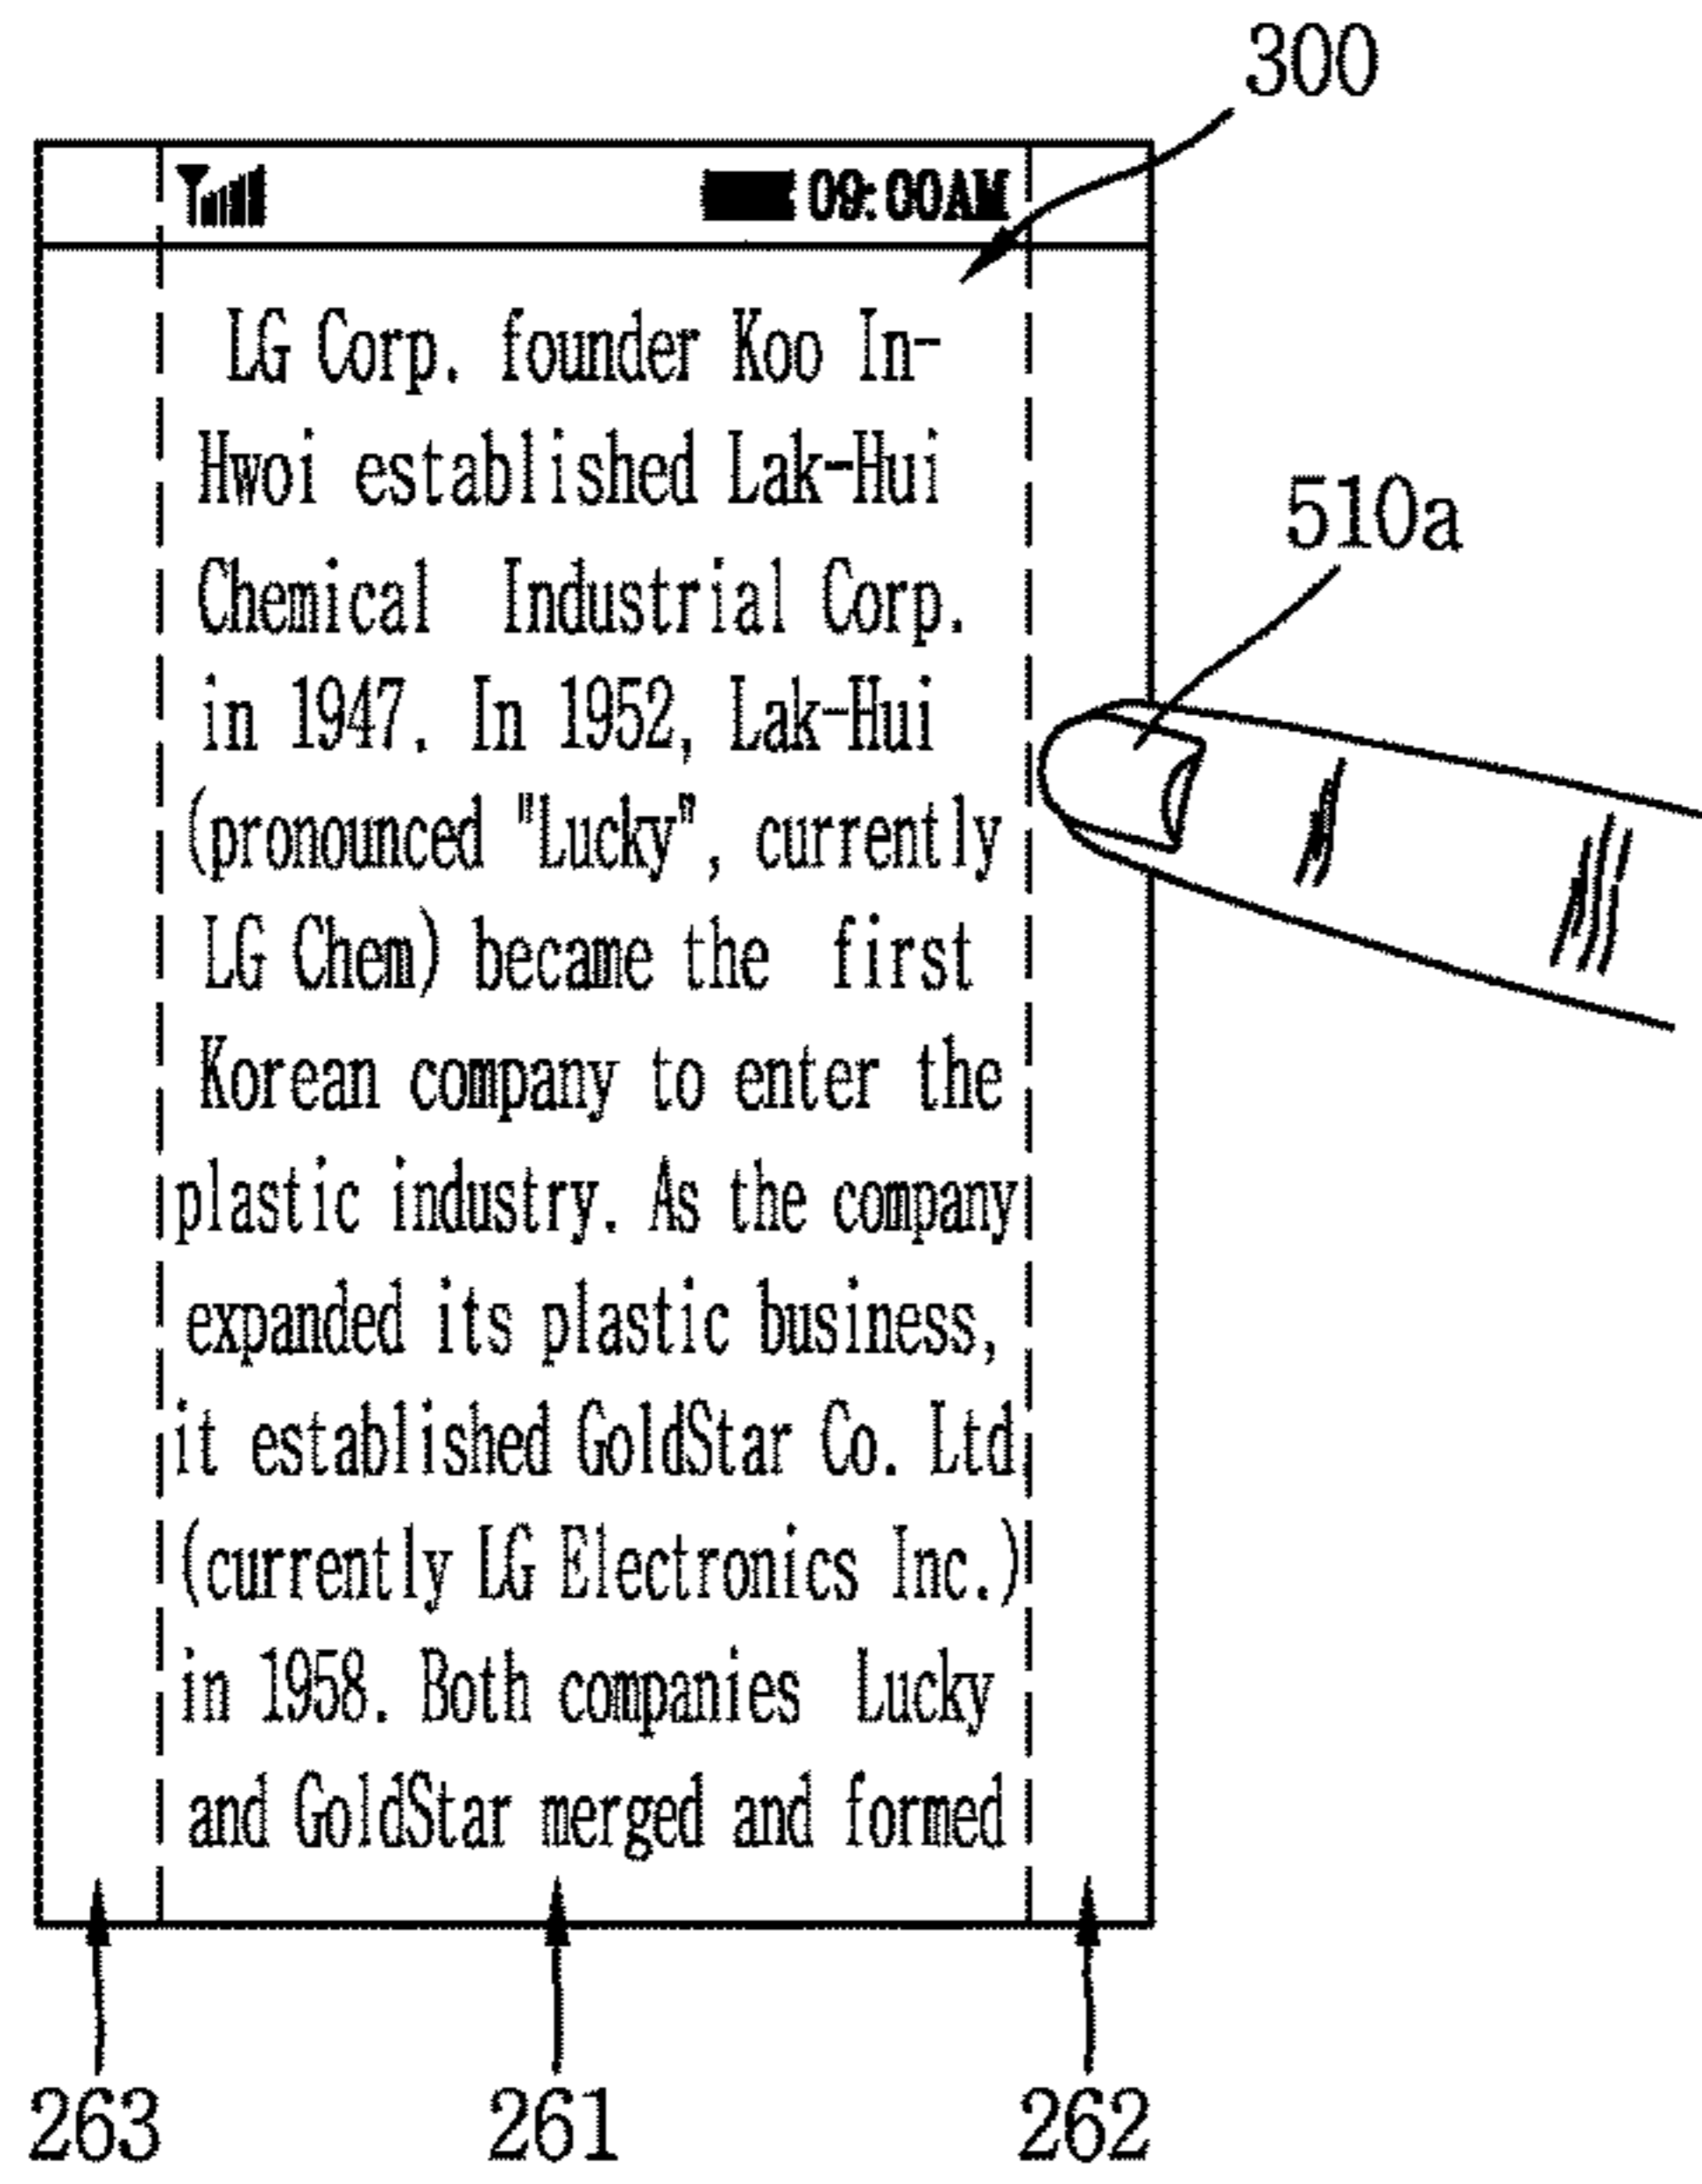 300
09:00AM
LG Corp. founder Koo In-
Hwoi established Lak-Hui
510a
Chemical Industrial Corp.
in 1947. In 1952, Lak-Hui
(pronounced "Lucky", currently
LG Chem) became the first
Korean company to enter the
plastic industry. As the company
expanded its plastic business,
it established GoldStar Co. Ltd
(currently LG Electronics Inc.)
in 1958. Both companies Lucky
and GoldStar merged and formed
263 261 262